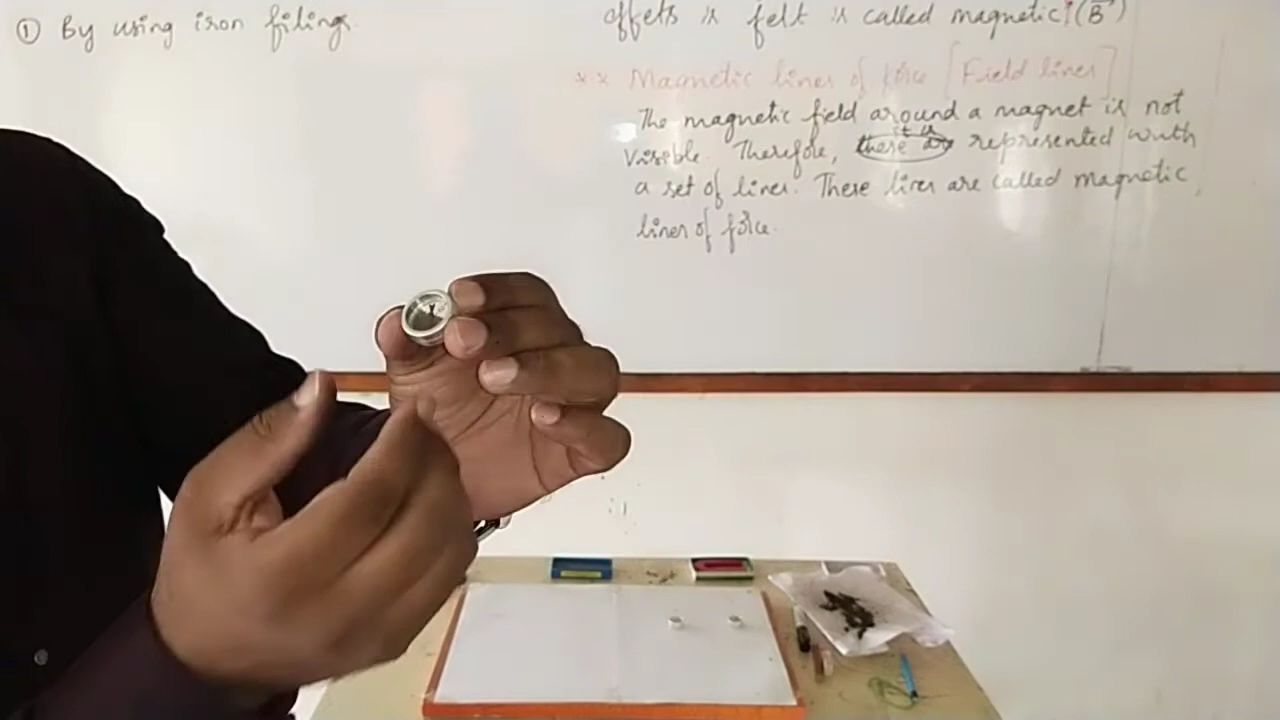 ① By using iron filings
effects is felt is called magnetic? (B)
** Magnetic lines of force [Field lines]
The magnetic field around a magnet is not
it is
visible. Therefore, these are represented with
a set of lines. These lines are called magnetic
lines of force.